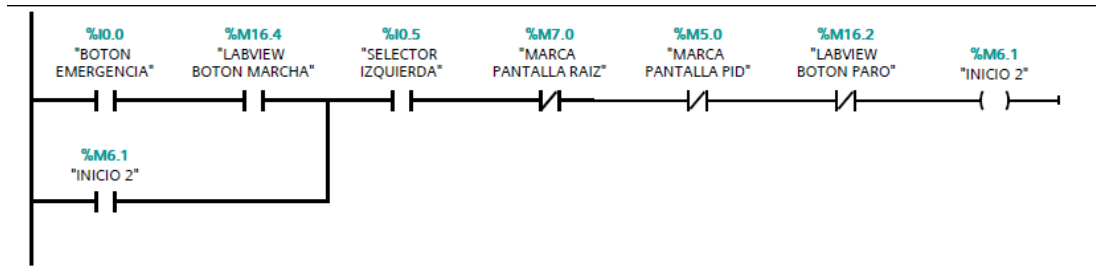 %I0.0 %M16.4 %I0.5 %M7.0 %M5.0 %M16.2
"BOTON "LABVIEW "SELECTOR "MARCA "MARCA "LABVIEW %M6.1
EMERGENCIA" BOTON MARCHA" IZQUIERDA" PANTALLA RAIZ" PANTALLA PID" BOTON PARO" "INICIO 2"
%M6.1
"INICIO 2"